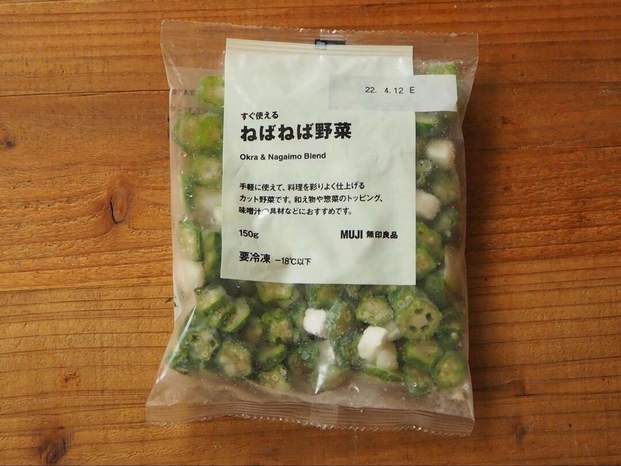 22. 4.12 E
すぐ使える
ねばねば野菜
Okra & Nagaimo Blend
手軽に使えて、料理を彩りよく仕上げる
カット野菜です。和え物や惣菜のトッピング、
味噌汁の具材などにおすすめです。
150g
MUJI 無印良品
要冷凍 -18℃以下